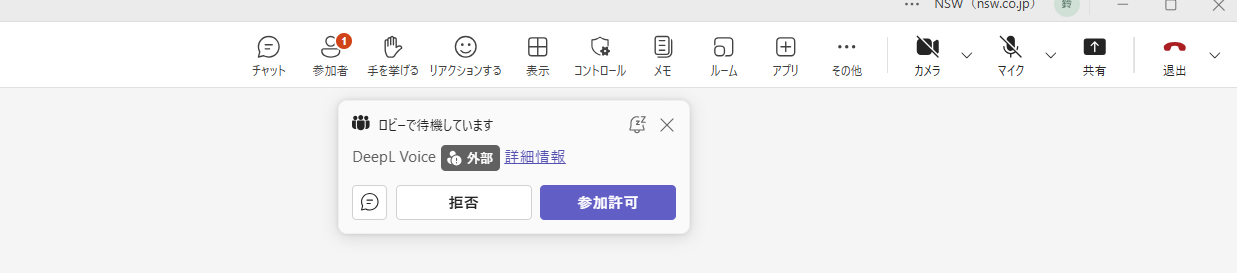 … NSW（nsw.co.jp） 鈴
1
チャット 参加者 手を挙げる リアクションする 表示 コントロール メモ ルーム アプリ その他 カメラ マイク 共有 退出
ロビーで待機しています
DeepL Voice 外部 詳細情報
拒否 参加許可